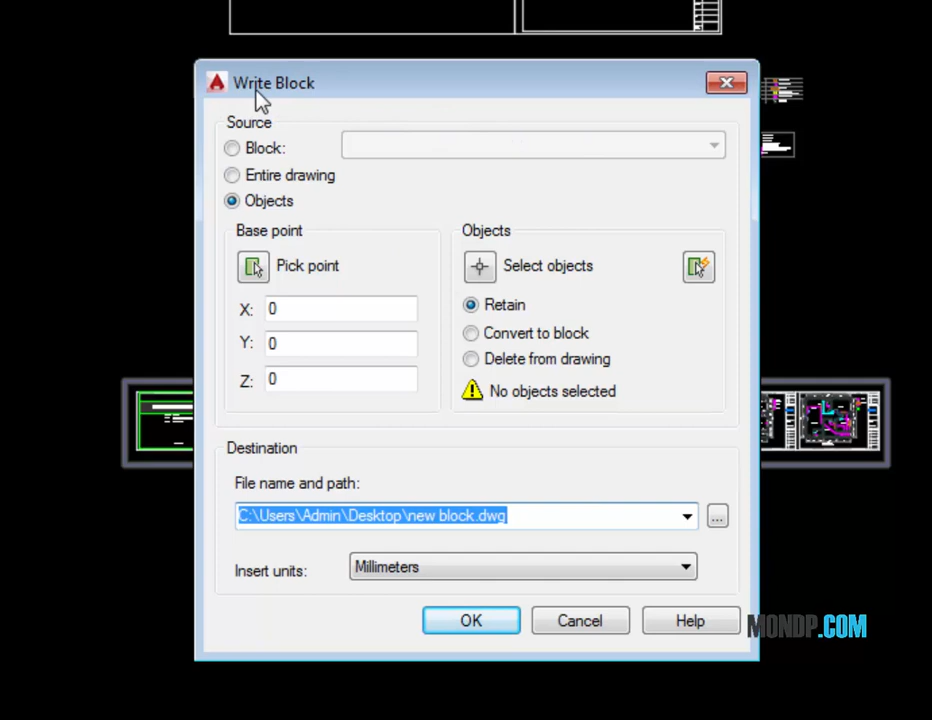 Write Block
Source
Block:
Entire drawing
Objects
Base point
Objects
Pick point
Select objects
X: 0
Retain
Y: 0
Convert to block
Delete from drawing
Z: 0
No objects selected
Destination
File name and path:
C:\Users\Admin\Desktop\new block.dwg
...
Insert units:
Millimeters
OK
Cancel
Help
MONDP.COM